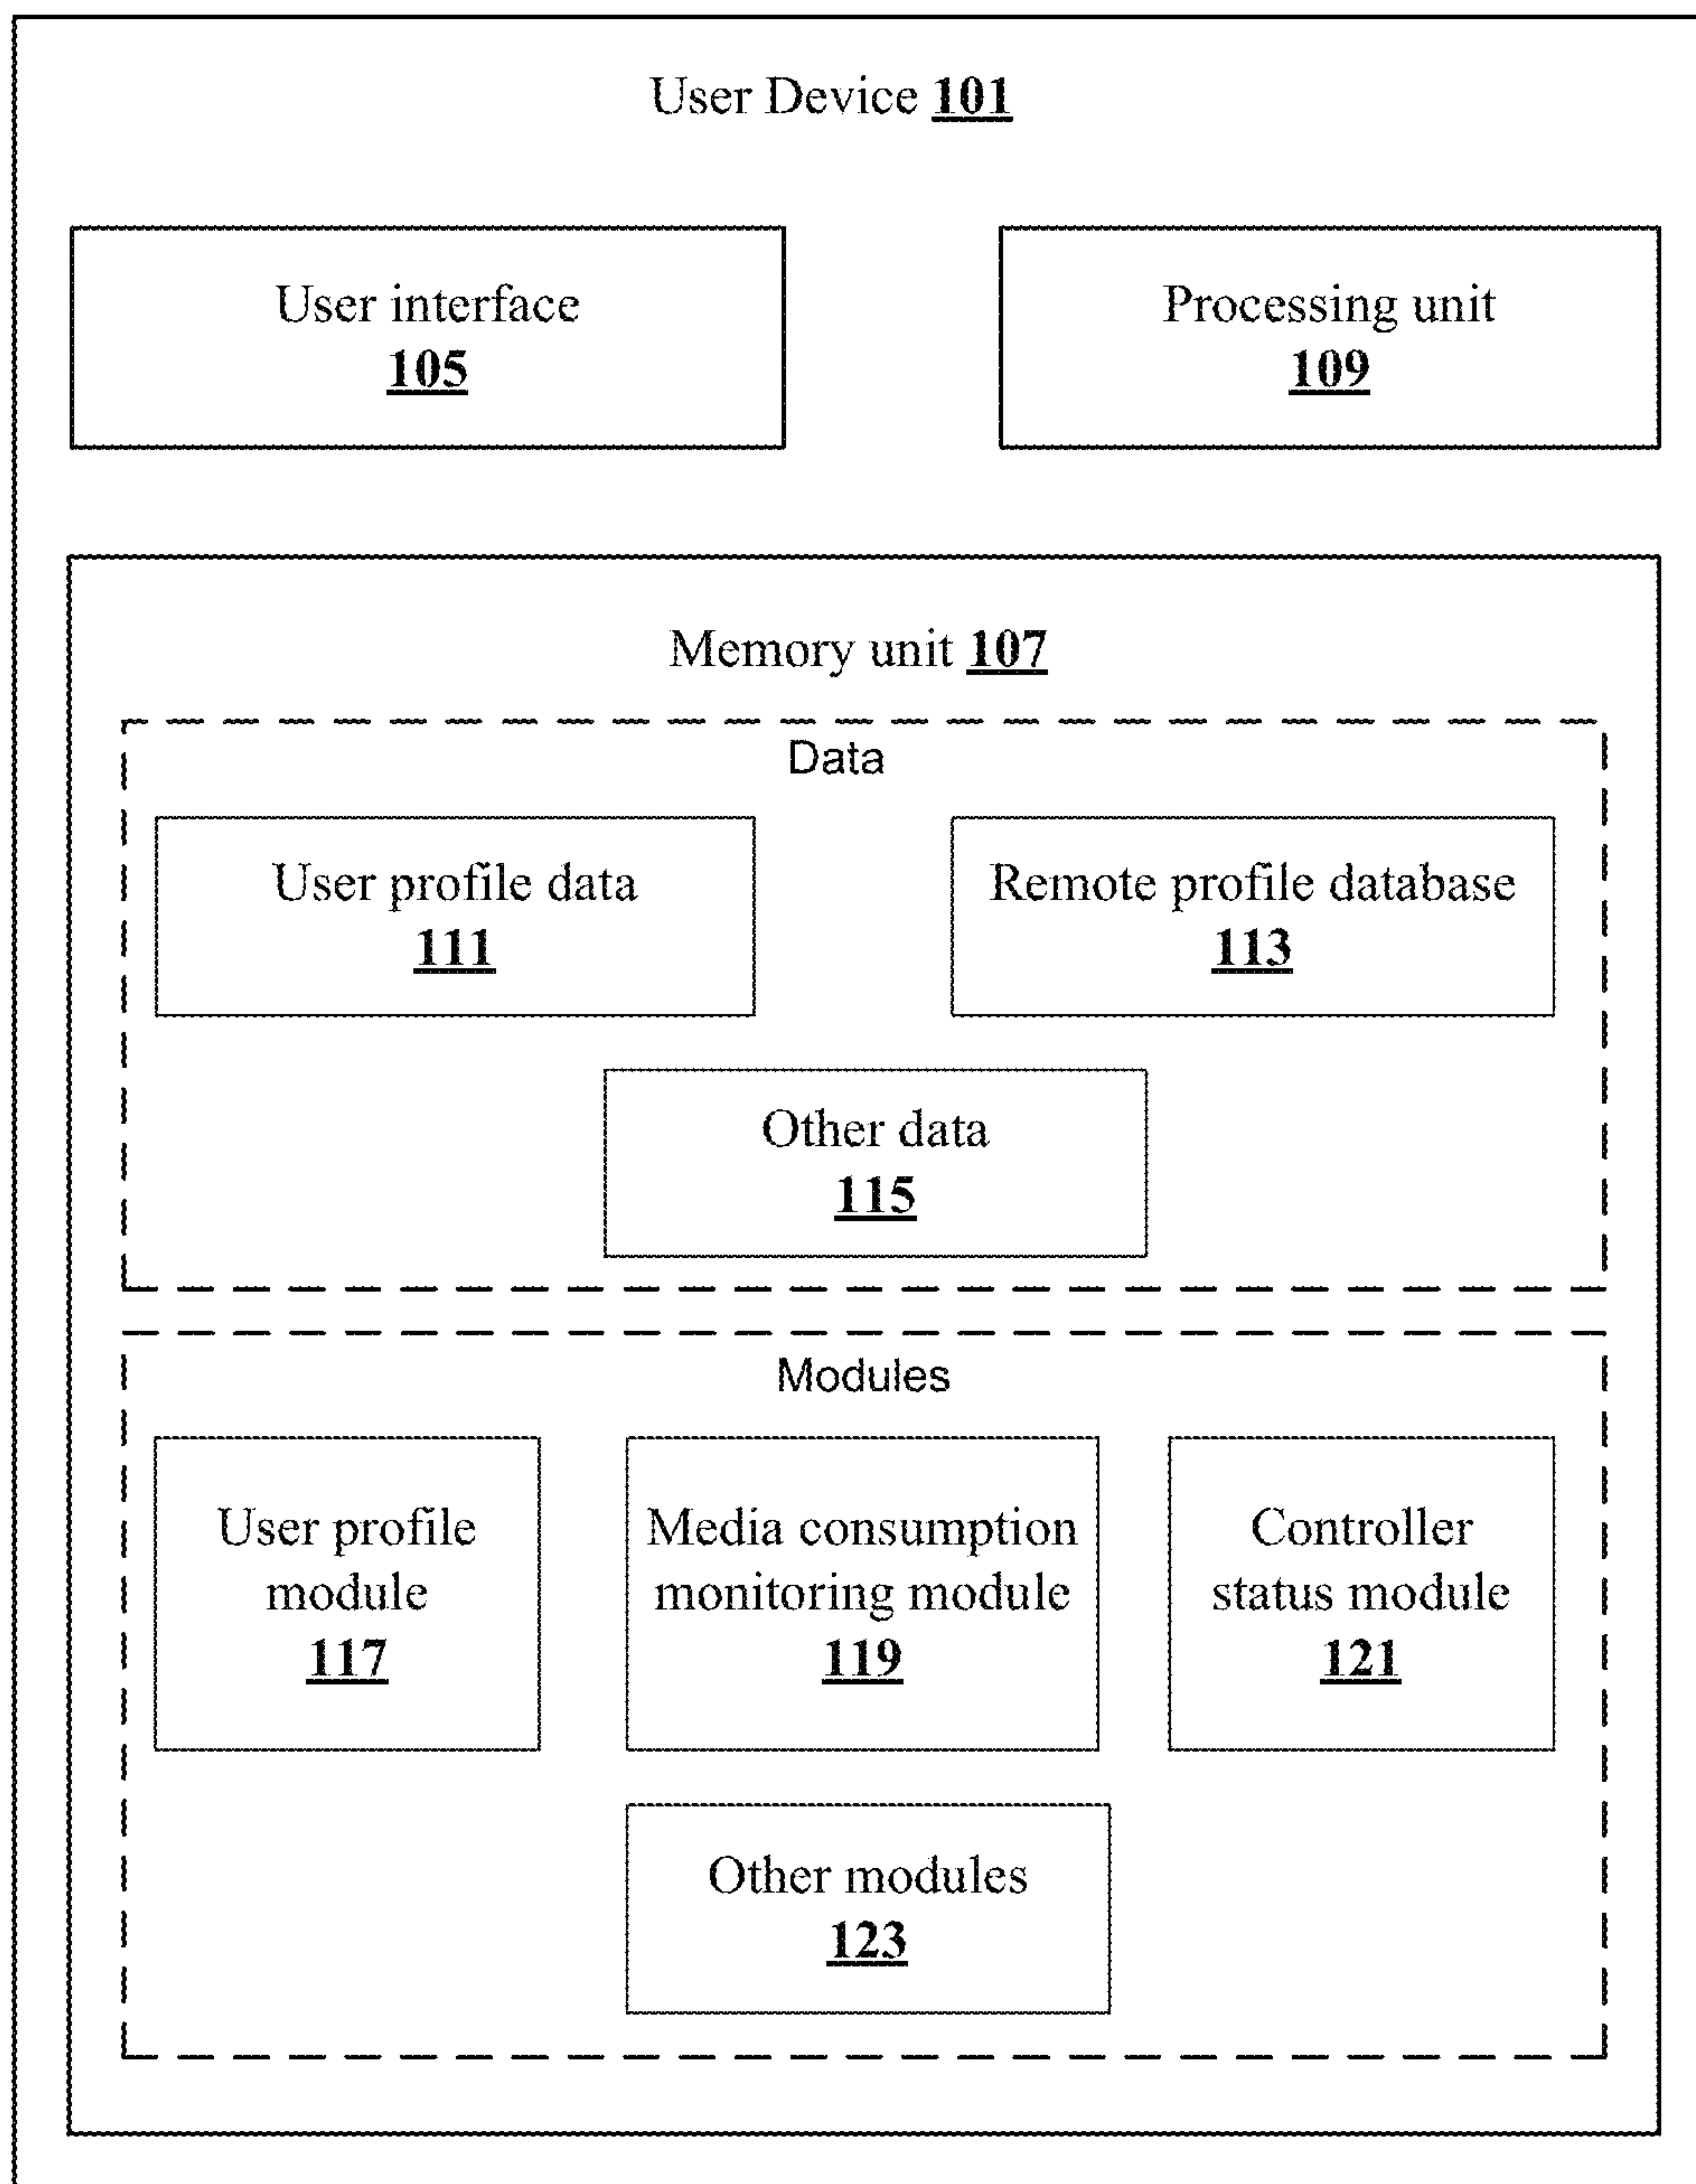 User Device 101
User interface
105
Processing unit
109
Memory unit 107
Data
User profile data
111
Remote profile database
113
Other data
115
Modules
User profile
module
117
Media consumption
monitoring module
119
Controller
status module
121
Other modules
123